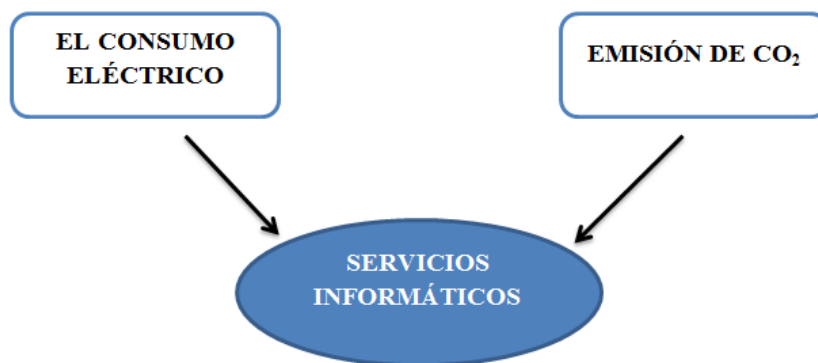 EL CONSUMO
ELÉCTRICO
EMISIÓN DE CO₂
SERVICIOS
INFORMÁTICOS